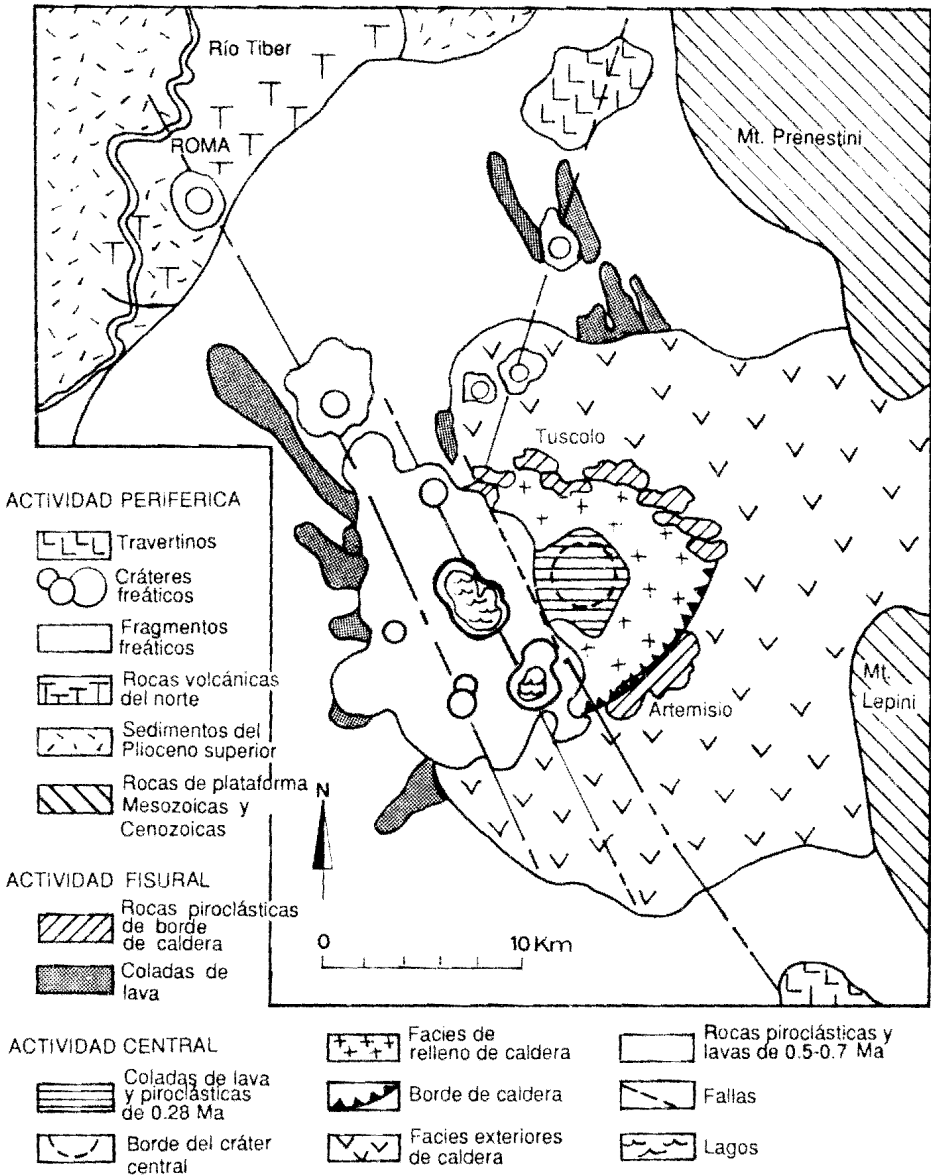 Río Tiber
ROMA
Mt. Prenestini
Tuscolo
Artemisio
Mt.
Lepini
N
0
10 Km
ACTIVIDAD PERIFERICA
Travertinos
Cráteres
freáticos
Fragmentos
freáticos
Rocas volcánicas
del norte
Sedimentos del
Plioceno superior
Rocas de plataforma
Mesozoicas y
Cenozoicas
ACTIVIDAD FISURAL
Rocas piroclásticas
de borde
de caldera
Coladas de
lava
ACTIVIDAD CENTRAL
Coladas de lava
y piroclásticas
de 0.28 Ma
Borde del cráter
central
Facies de
relleno de caldera
Borde de caldera
Facies exteriores
de caldera
Rocas piroclásticas y
lavas de 0.5-0.7 Ma
Fallas
Lagos